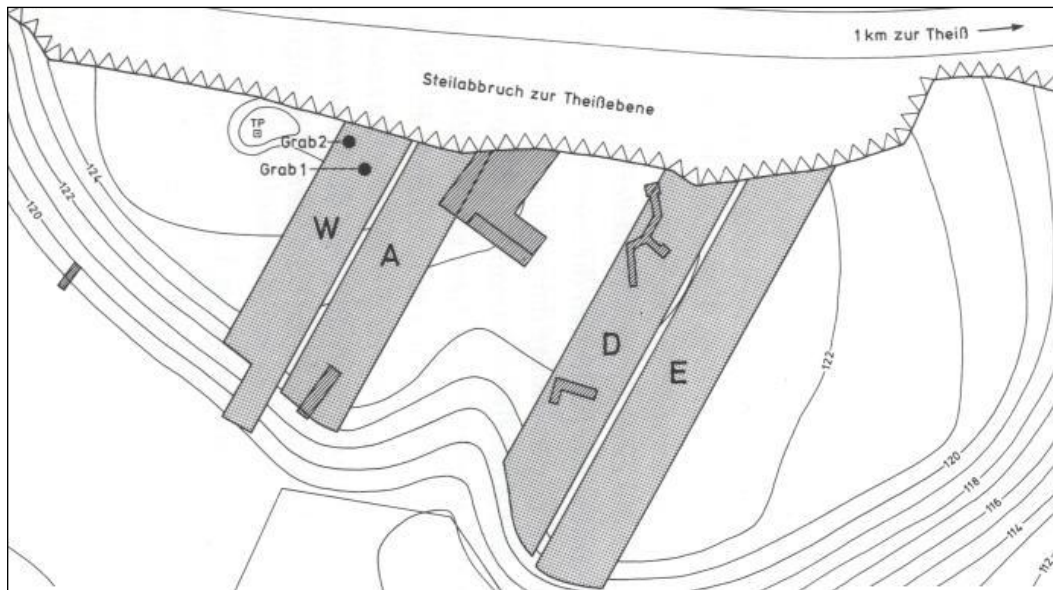 1 km zur Theiß
Steilabbruch zur Theißebene
TP
Grab 2
Grab 1
124
122
120
W
A
D
E
122
120
118
116
114
112